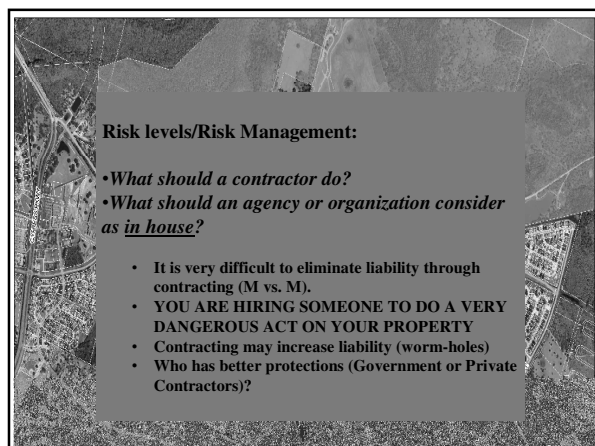 Risk levels/Risk Management:
•What should a contractor do?
•What should an agency or organization consider
as in house?
• It is very difficult to eliminate liability through
contracting (M vs. M).
• YOU ARE HIRING SOMEONE TO DO A VERY
DANGEROUS ACT ON YOUR PROPERTY
• Contracting may increase liability (worm-holes)
• Who has better protections (Government or Private
Contractors)?